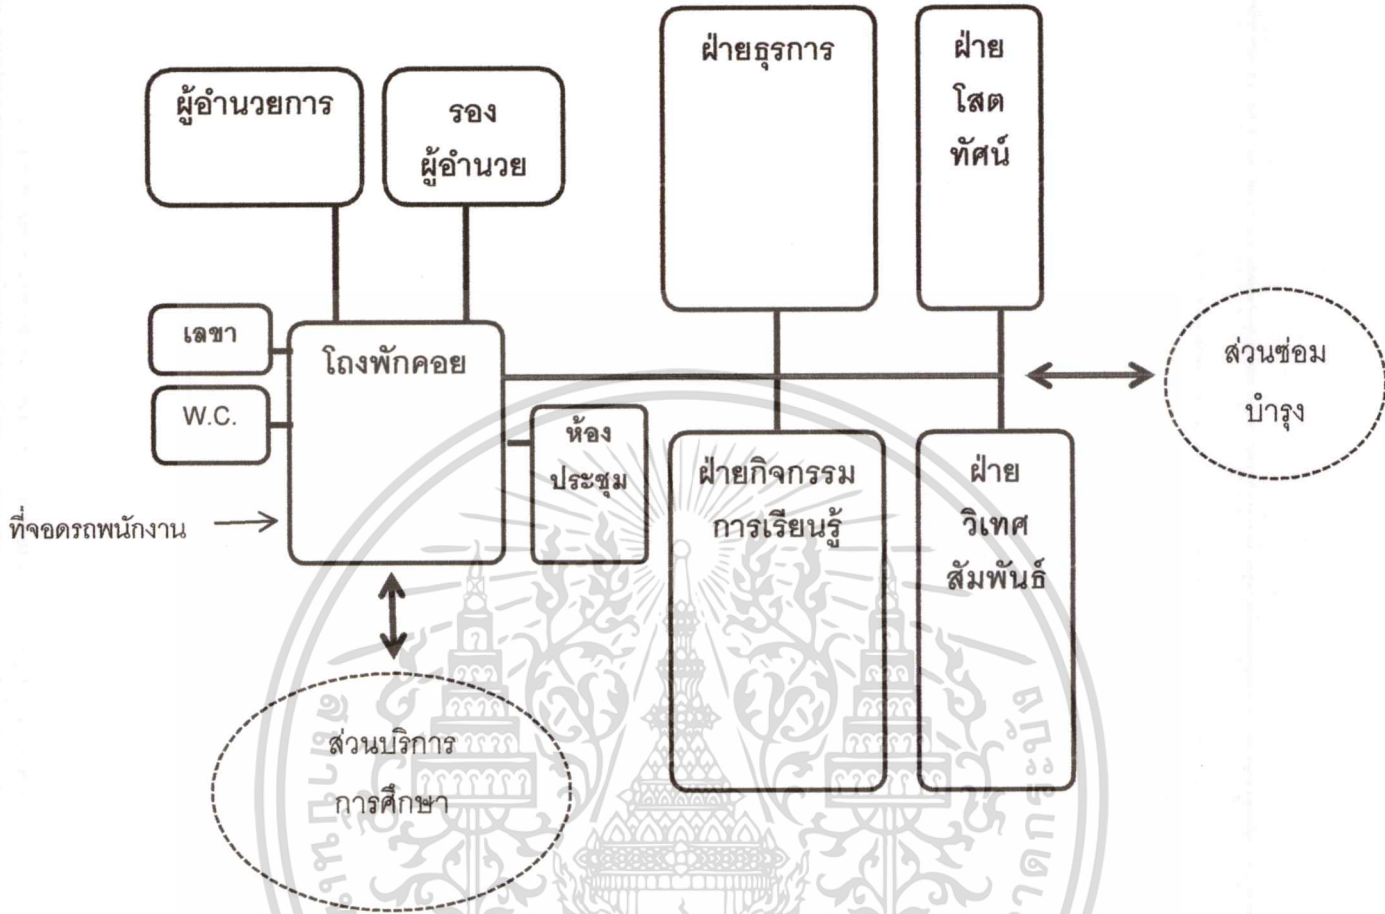 ฝ่ายธุรการ
ฝ่าย
โสต
ทัศน์
ผู้อำนวยการ
รอง
ผู้อำนวย
เลขา
โถงพักคอย
ส่วนซ่อม
บำรุง
W.C.
ห้อง
ประชุม
ฝ่ายกิจกรรม
การเรียนรู้
ฝ่าย
วิเทศ
สัมพันธ์
ที่จอดรถพนักงาน
ส่วนบริการ
การศึกษา